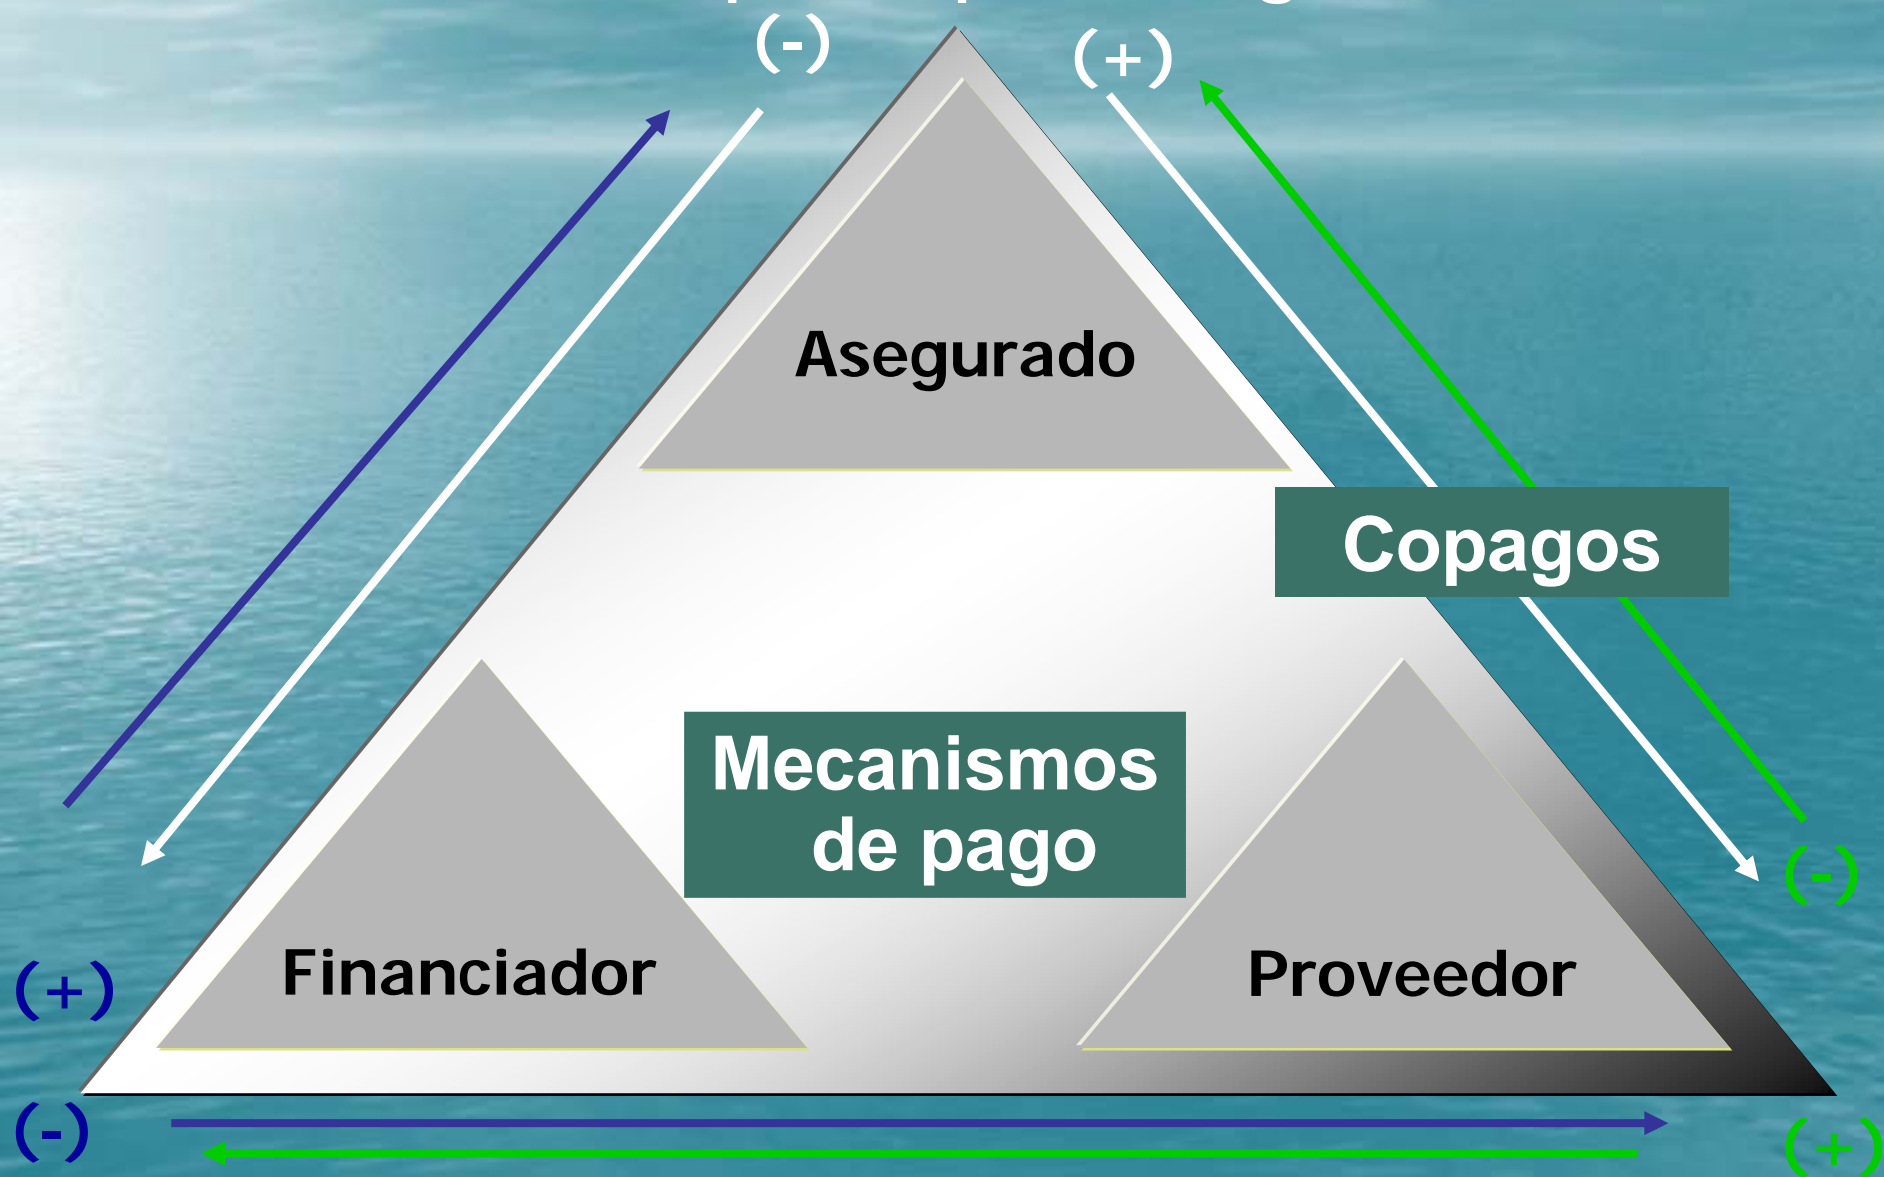 (-)
(+)
Asegurado
Copagos
Mecanismos
de pago
Financiador
Proveedor
(-)
(+)
(-)
(+)